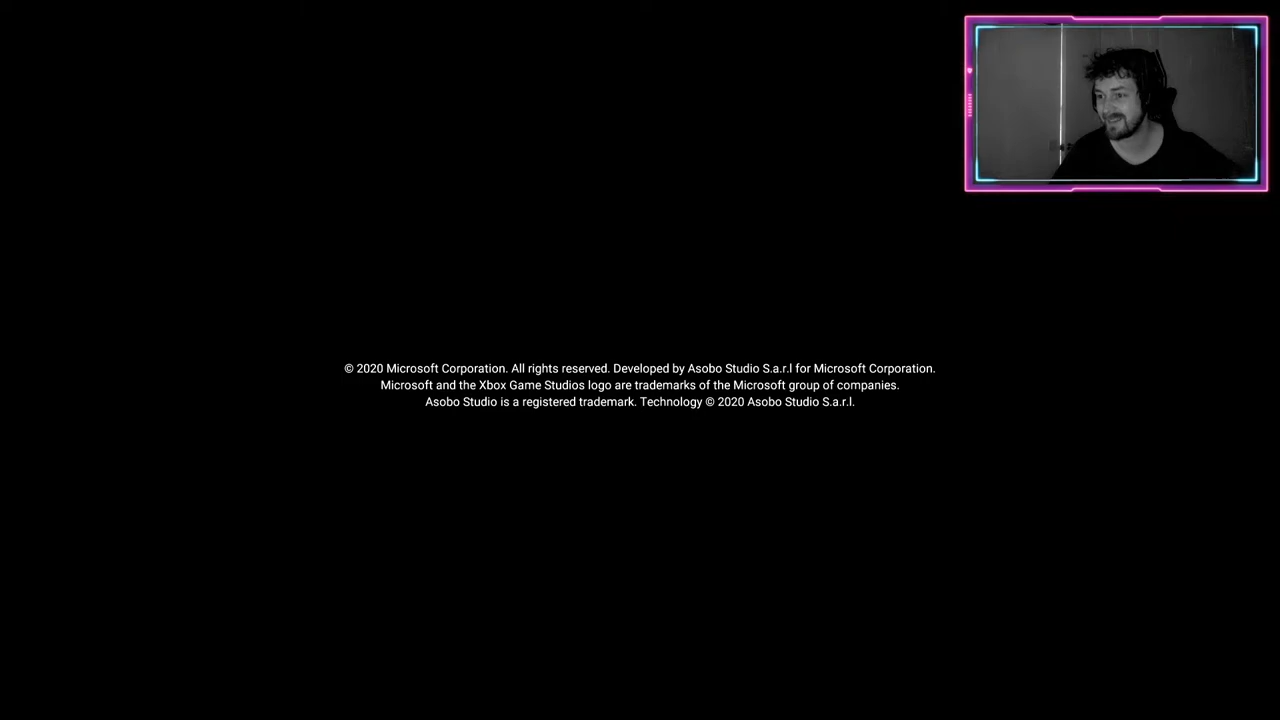 © 2020 Microsoft Corporation. All rights reserved. Developed by Asobo Studio S.a.r.l for Microsoft Corporation.
Microsoft and the Xbox Game Studios logo are trademarks of the Microsoft group of companies.
Asobo Studio is a registered trademark. Technology © 2020 Asobo Studio S.a.r.l.